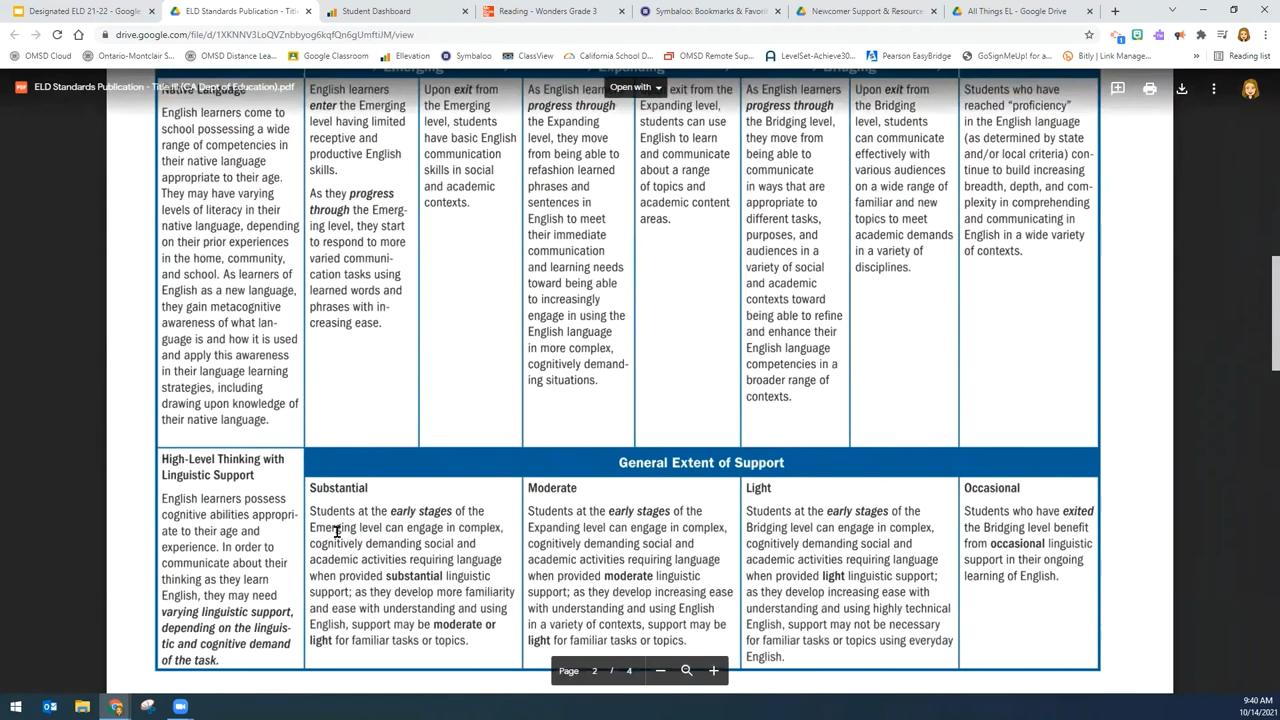 Designated ELD 21-22 - Google
ELD Standards Publication - Titl
Student Dashboard
Reading - Wonders Grade 3
Symbaloo: Bookmarks & Favorit
Newcomer Support & Resource
All Things EL - Google Drive
drive.google.com/file/d/1XKNNV3LoQVZnbbyog6kqfQn6gUmftiJM/view
OMSD Cloud
Ontario-Montclair S...
OMSD Distance Lea...
Google Classroom
Elevation
Symbaloo
ClassView
California School D...
OMSD Remote Sup...
LevelSet-Achieve30...
Pearson EasyBridge
GoSignMeUp! for a...
Bitly | Link Manage...
Reading list
ELD Standards Publication - Title III (CA Dept of Education).pdf
Open with
Emerging
Expanding
Bridging
Native Language
English learners come to
school possessing a wide
range of competencies in
their native language
appropriate to their age.
They may have varying
levels of literacy in their
native language, depending
on their prior experiences
in the home, community,
and school. As learners of
English as a new language,
they gain metacognitive
awareness of what lan-
guage is and how it is used
and apply this awareness
in their language learning
strategies, including
drawing upon knowledge of
their native language.
English learners
enter the Emerging
level having limited
receptive and
productive English
skills.
As they progress
through the Emerg-
ing level, they start
to respond to more
varied communi-
cation tasks using
learned words and
phrases with in-
creasing ease.
Upon exit from
the Emerging
level, students
have basic English
communication
skills in social
and academic
contexts.
As English learners
progress through
the Expanding
level, they move
from being able to
refashion learned
phrases and
sentences in
English to meet
their immediate
communication
and learning needs
toward being able
to increasingly
engage in using the
English language
in more complex,
cognitively demand-
ing situations.
exit from the
Expanding level,
students can use
English to learn
and communicate
about a range
of topics and
academic content
areas.
As English learners
progress through
the Bridging level,
they move from
being able to
communicate
in ways that are
appropriate to
different tasks,
purposes, and
audiences in a
variety of social
and academic
contexts toward
being able to refine
and enhance their
English language
competencies in a
broader range of
contexts.
Upon exit from
the Bridging
level, students
can communicate
effectively with
various audiences
on a wide range of
familiar and new
topics to meet
academic demands
in a variety of
disciplines.
Students who have
reached “proficiency”
in the English language
(as determined by state
and/or local criteria) con-
tinue to build increasing
breadth, depth, and com-
plexity in comprehending
and communicating in
English in a wide variety
of contexts.
High-Level Thinking with
Linguistic Support
English learners possess
cognitive abilities appropri-
ate to their age and
experience. In order to
communicate about their
thinking as they learn
English, they may need
varying linguistic support,
depending on the linguis-
tic and cognitive demand
of the task.
General Extent of Support
Substantial
Students at the early stages of the
Emerging level can engage in complex,
cognitively demanding social and
academic activities requiring language
when provided substantial linguistic
support; as they develop more familiarity
and ease with understanding and using
English, support may be moderate or
light for familiar tasks or topics.
Moderate
Students at the early stages of the
Expanding level can engage in complex,
cognitively demanding social and
academic activities requiring language
when provided moderate linguistic
support; as they develop increasing ease
with understanding and using English
in a variety of contexts, support may be
light for familiar tasks or topics.
Light
Students at the early stages of the
Bridging level can engage in complex,
cognitively demanding social and
academic activities requiring language
when provided light linguistic support;
as they develop increasing ease with
understanding and using highly technical
English, support may not be necessary
for familiar tasks or topics using everyday
English.
Occasional
Students who have exited
the Bridging level benefit
from occasional linguistic
support in their ongoing
learning of English.
Page 2 / 4
9:40 AM
10/14/2021